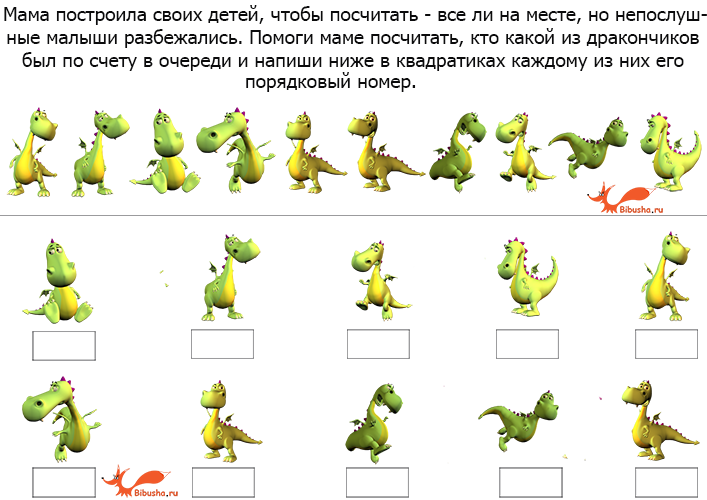 Мама построила своих детей, чтобы посчитать - все ли на месте, но непослуш-
ные малыши разбежались. Помоги маме посчитать, кто какой из дракончиков
был по счету в очереди и напиши ниже в квадратиках каждому из них его
порядковый номер.
Bibusha.ru
Bibusha.ru